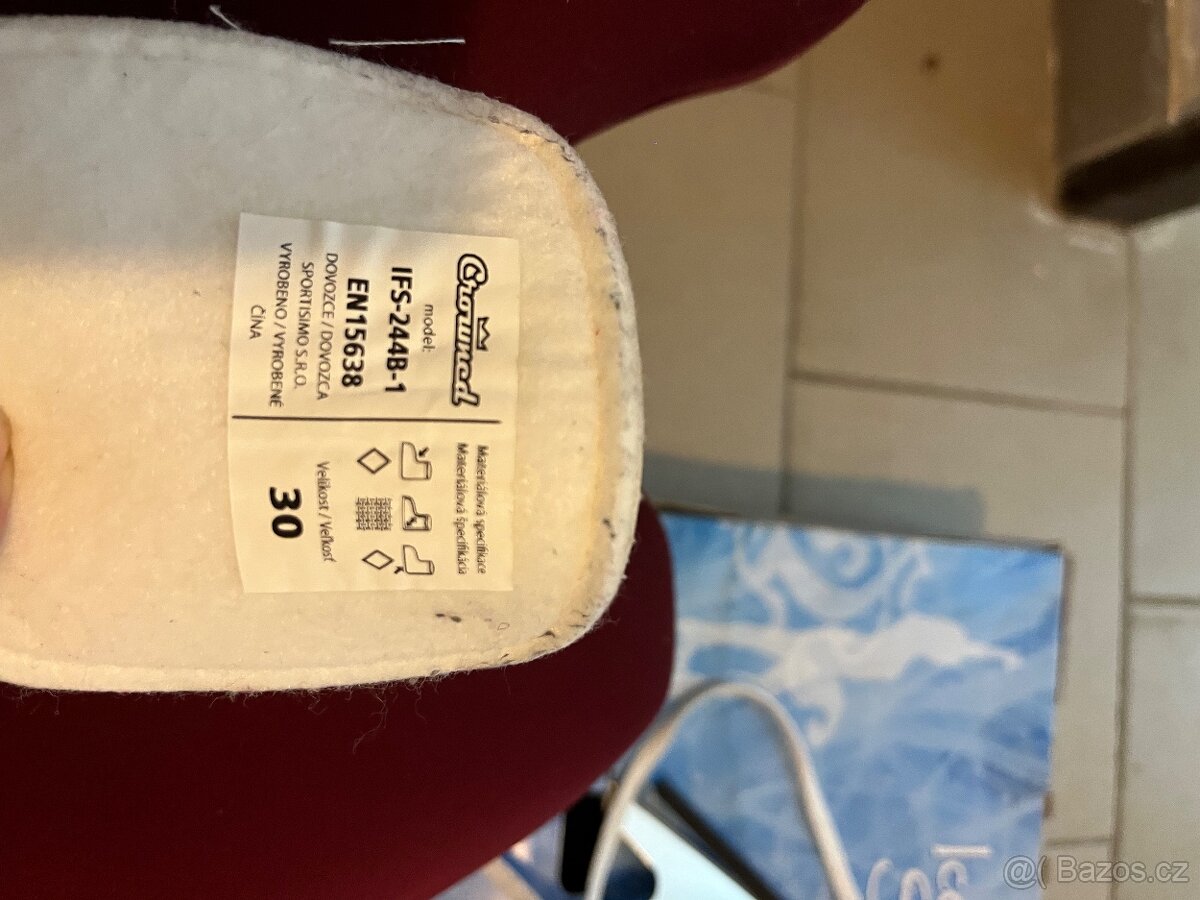 Crowned
model:
IFS-244B-1
EN15638
DOVOZCE / DOVOZCA
SPORTISIMO S.R.O.
VYROBENO / VYROBENÉ
ČÍNA
Materiálová specifikace
Materiálová špecifikácia
Velikost / Veľkosť
30
Ice
Bazos.cz